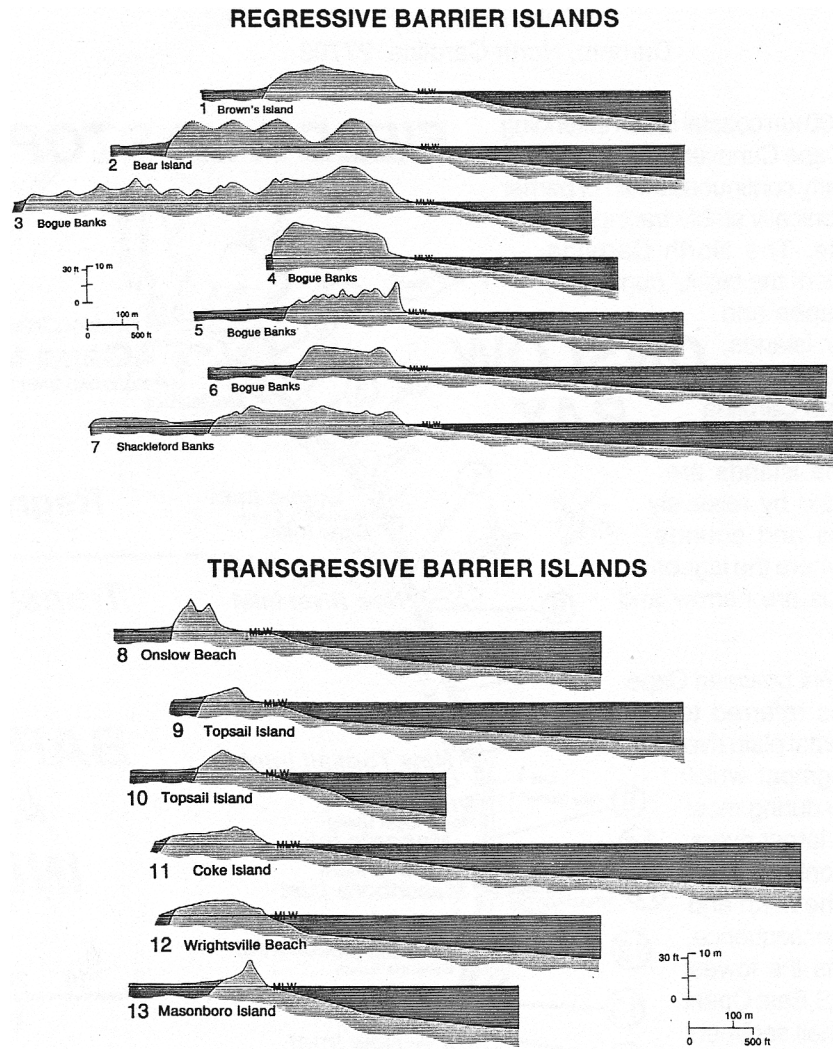 REGRESSIVE BARRIER ISLANDS
MLW
1 Brown's Island
MLW
2 Bear Island
MLW
3 Bogue Banks
MLW
4 Bogue Banks
30 ft 10 m
0
100 m
0 500 ft
MLW
5 Bogue Banks
MLW
6 Bogue Banks
MLW
7 Shackleford Banks
TRANSGRESSIVE BARRIER ISLANDS
MLW
8 Onslow Beach
MLW
9 Topsail Island
MLW
10 Topsail Island
MLW
11 Coke Island
MLW
12 Wrightsville Beach
MLW
13 Masonboro Island
30 ft 10 m
0
100 m
0 500 ft